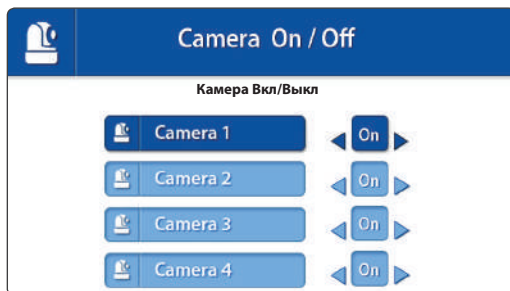 Camera On / Off
Камера Вкл/Выкл
Camera 1 On
Camera 2 On
Camera 3 On
Camera 4 On